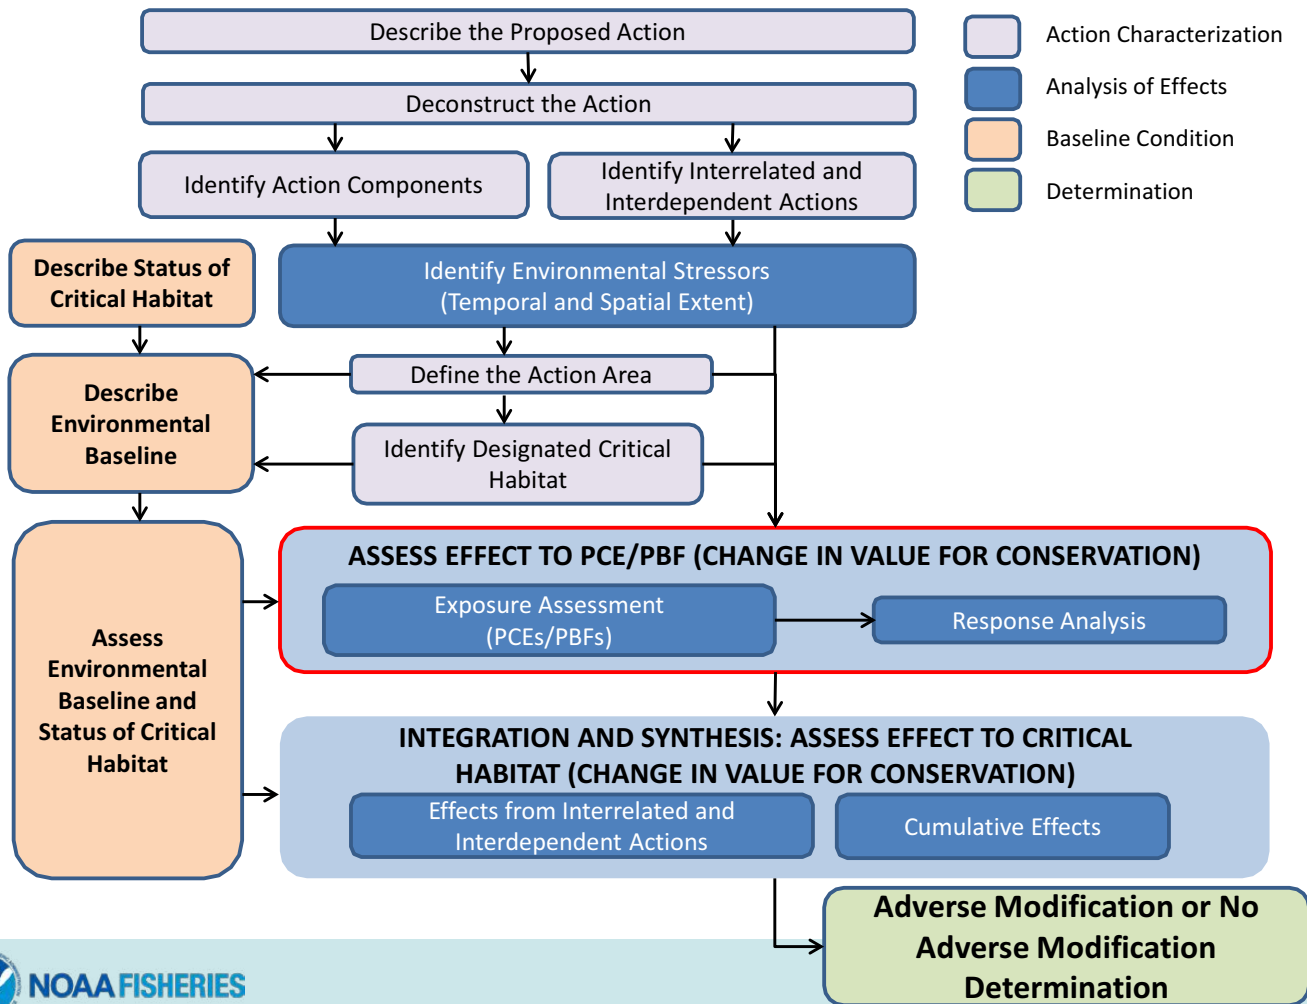 Describe the Proposed Action
Deconstruct the Action
Identify Action Components
Identify Interrelated and
Interdependent Actions
Action Characterization
Analysis of Effects
Baseline Condition
Determination
Describe Status of
Critical Habitat
Identify Environmental Stressors
(Temporal and Spatial Extent)
Describe
Environmental
Baseline
Define the Action Area
Identify Designated Critical
Habitat
Assess
Environmental
Baseline and
Status of Critical
Habitat
ASSESS EFFECT TO PCE/PBF (CHANGE IN VALUE FOR CONSERVATION)
Exposure Assessment
(PCEs/PBFs)
Response Analysis
INTEGRATION AND SYNTHESIS: ASSESS EFFECT TO CRITICAL
HABITAT (CHANGE IN VALUE FOR CONSERVATION)
Effects from Interrelated and
Interdependent Actions
Cumulative Effects
Adverse Modification or No
Adverse Modification
Determination
NOAA FISHERIES